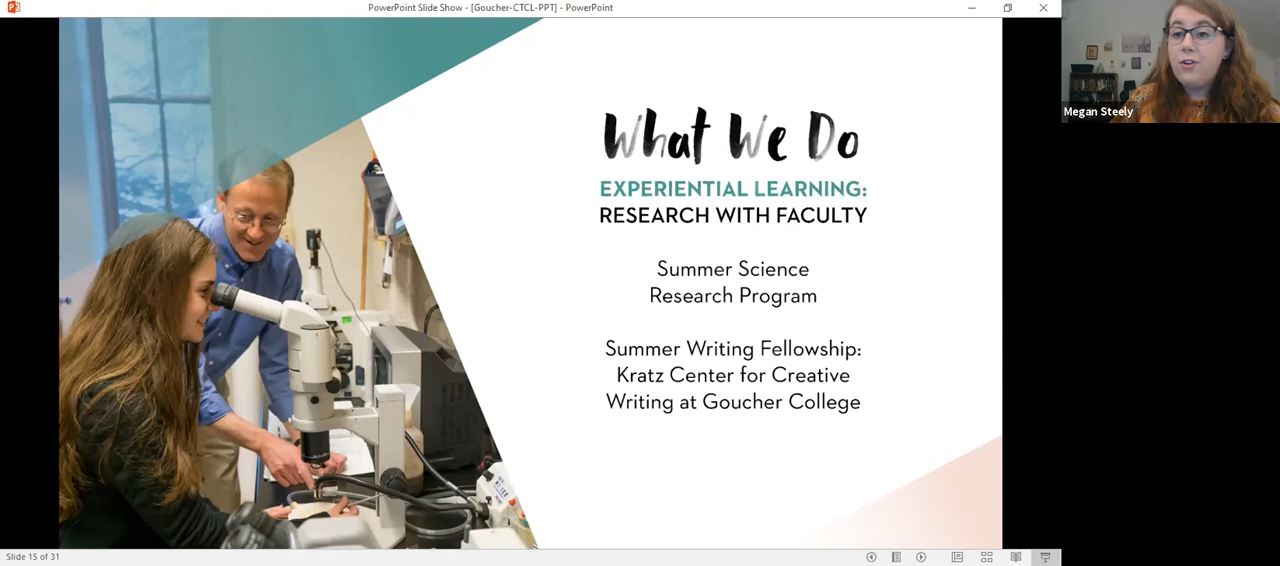 PowerPoint Slide Show - [Goucher-CTCL-PPT] - PowerPoint
What We Do
EXPERIENTIAL LEARNING:
RESEARCH WITH FACULTY
Summer Science
Research Program
Summer Writing Fellowship:
Kratz Center for Creative
Writing at Goucher College
Megan Steely
Slide 15 of 31